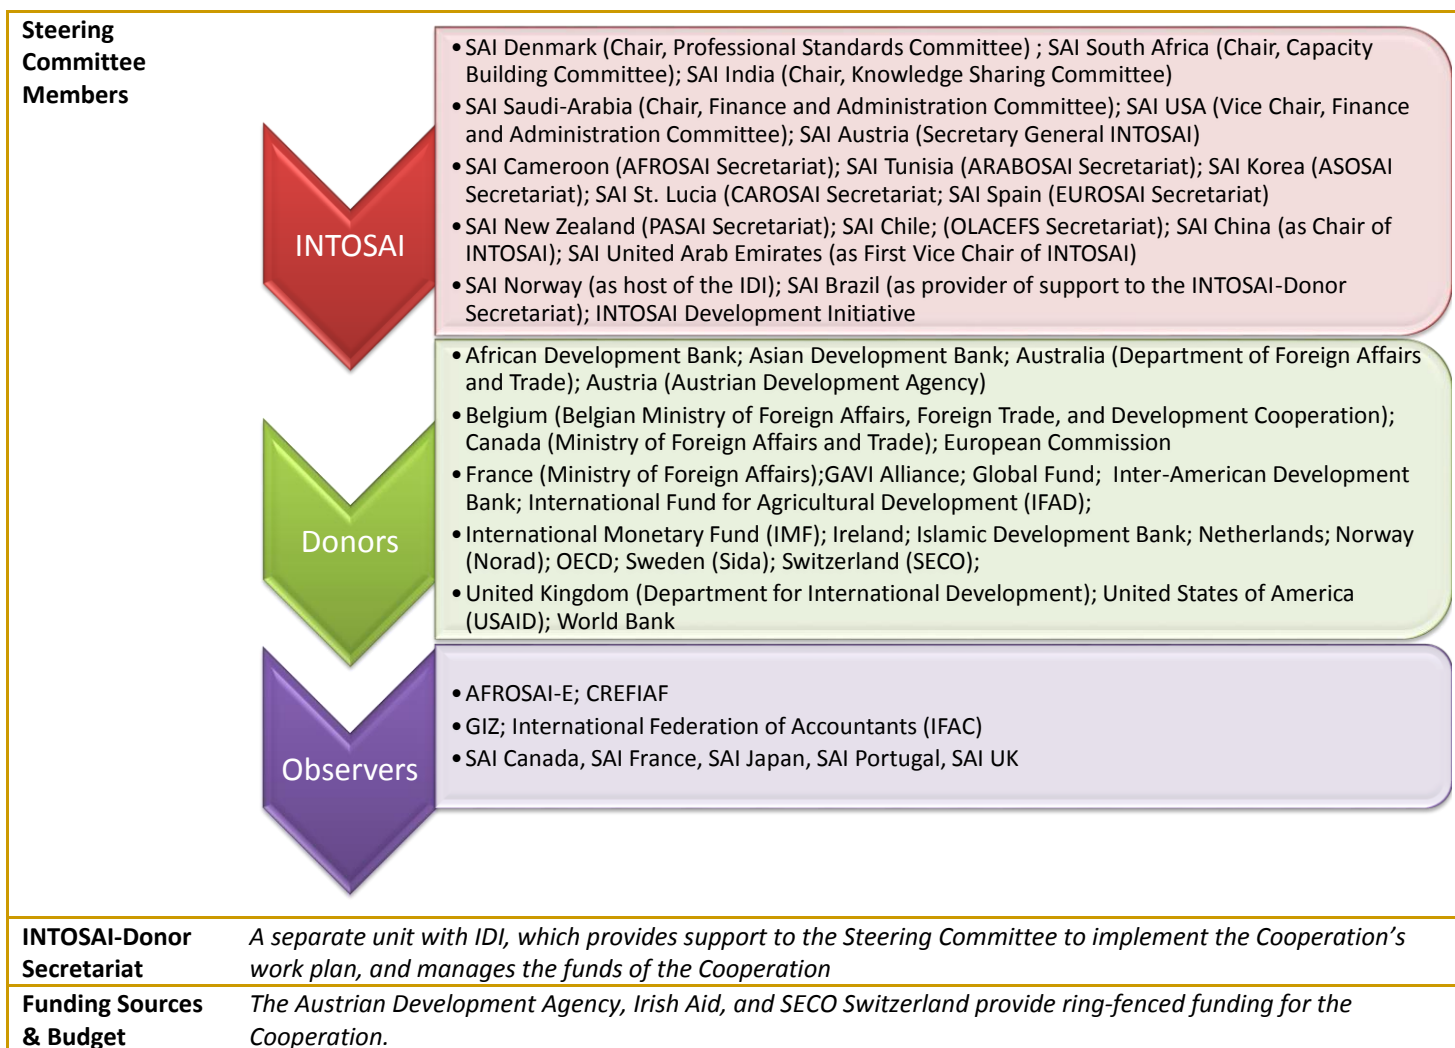 Steering
Committee
Members
INTOSAI
• SAI Denmark (Chair, Professional Standards Committee) ; SAI South Africa (Chair, Capacity
Building Committee); SAI India (Chair, Knowledge Sharing Committee)
• SAI Saudi-Arabia (Chair, Finance and Administration Committee); SAI USA (Vice Chair, Finance
and Administration Committee); SAI Austria (Secretary General INTOSAI)
• SAI Cameroon (AFROSAI Secretariat); SAI Tunisia (ARABOSAI Secretariat); SAI Korea (ASOSAI
Secretariat); SAI St. Lucia (CAROSAI Secretariat; SAI Spain (EUROSAI Secretariat)
• SAI New Zealand (PASAI Secretariat); SAI Chile; (OLACEFS Secretariat); SAI China (as Chair of
INTOSAI); SAI United Arab Emirates (as First Vice Chair of INTOSAI)
• SAI Norway (as host of the IDI); SAI Brazil (as provider of support to the INTOSAI-Donor
Secretariat); INTOSAI Development Initiative
Donors
• African Development Bank; Asian Development Bank; Australia (Department of Foreign Affairs
and Trade); Austria (Austrian Development Agency)
• Belgium (Belgian Ministry of Foreign Affairs, Foreign Trade, and Development Cooperation);
Canada (Ministry of Foreign Affairs and Trade); European Commission
• France (Ministry of Foreign Affairs);GAVI Alliance; Global Fund; Inter-American Development
Bank; International Fund for Agricultural Development (IFAD);
• International Monetary Fund (IMF); Ireland; Islamic Development Bank; Netherlands; Norway
(Norad); OECD; Sweden (Sida); Switzerland (SECO);
• United Kingdom (Department for International Development); United States of America
(USAID); World Bank
Observers
• AFROSAI-E; CREFIAF
• GIZ; International Federation of Accountants (IFAC)
• SAI Canada, SAI France, SAI Japan, SAI Portugal, SAI UK
INTOSAI-Donor
Secretariat
A separate unit with IDI, which provides support to the Steering Committee to implement the Cooperation’s
work plan, and manages the funds of the Cooperation
Funding Sources
& Budget
The Austrian Development Agency, Irish Aid, and SECO Switzerland provide ring-fenced funding for the
Cooperation.